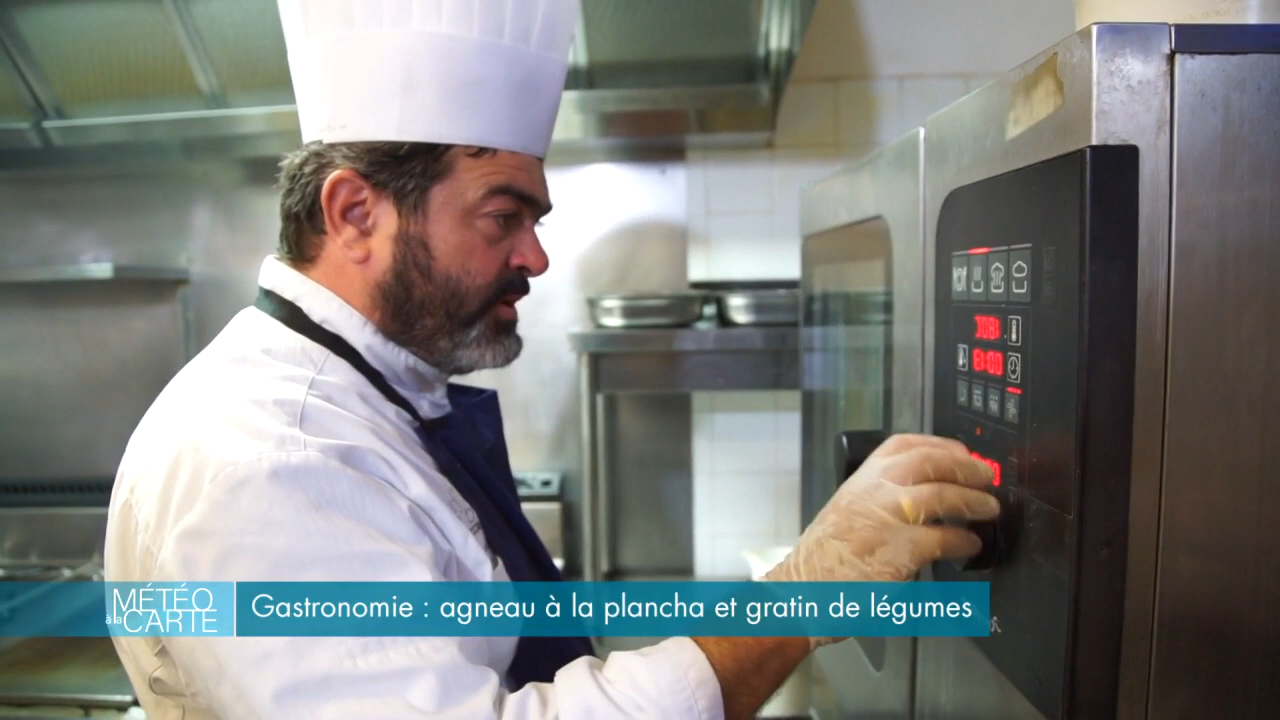 MÉTÉO
à la CARTE
Gastronomie : agneau à la plancha et gratin de légumes